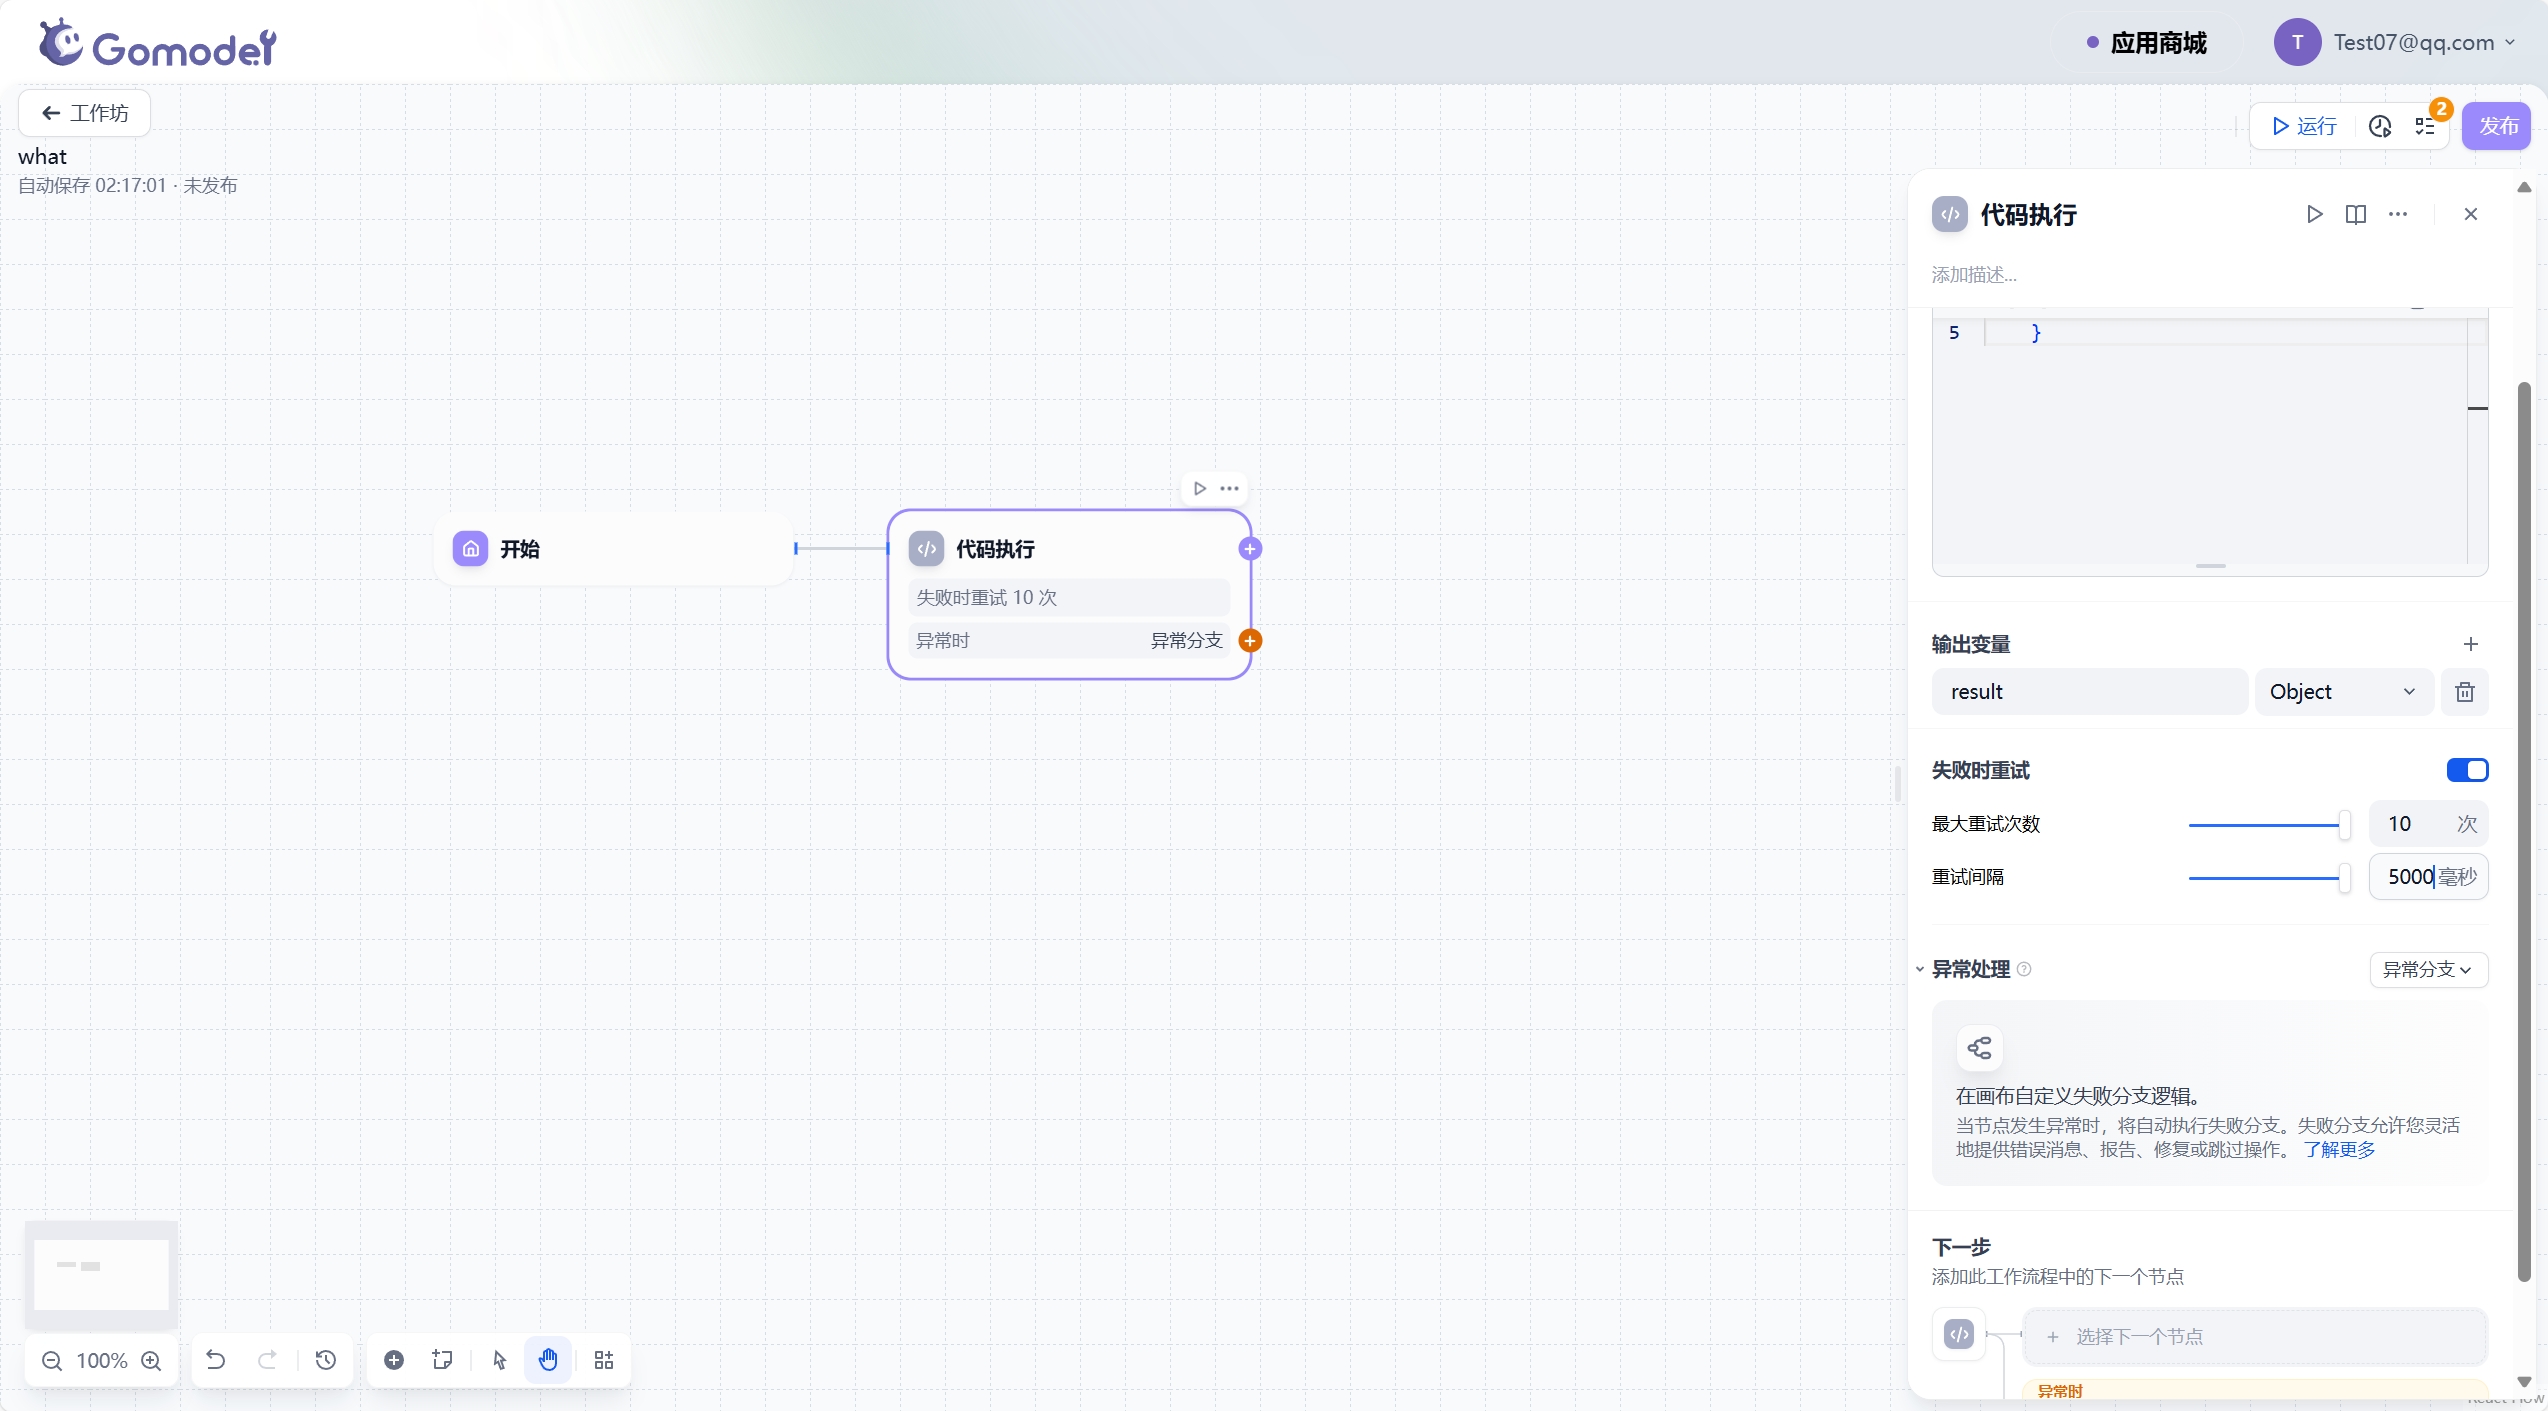 Gomodel
应用商城
T
Test07@qq.com
工作坊
what
自动保存 02:17:01 · 未发布
运行
2
发布
代码执行
添加描述...
5 }
开始
代码执行
失败时重试 10 次
异常时 异常分支
输出变量
result Object
失败时重试
最大重试次数 10 次
重试间隔 5000 毫秒
异常处理 异常分支
在画布自定义失败分支逻辑。
当节点发生异常时，将自动执行失败分支。失败分支允许您灵活
地提供错误消息、报告、修复或跳过操作。 了解更多
下一步
添加此工作流程中的下一个节点
选择下一个节点
异常时
100%